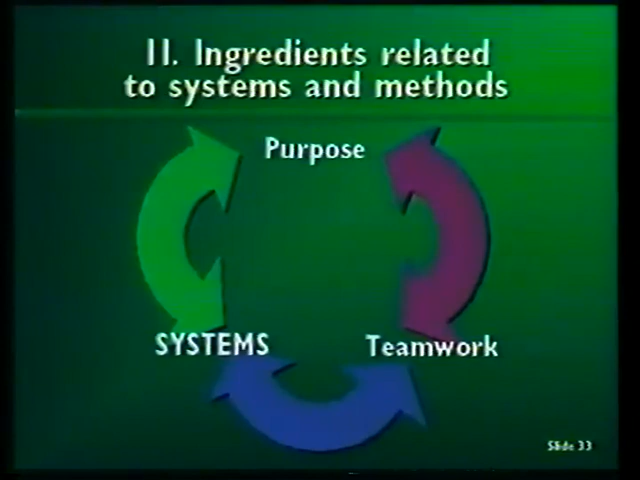 II. Ingredients related
to systems and methods
Purpose
SYSTEMS
Teamwork
Slide 33